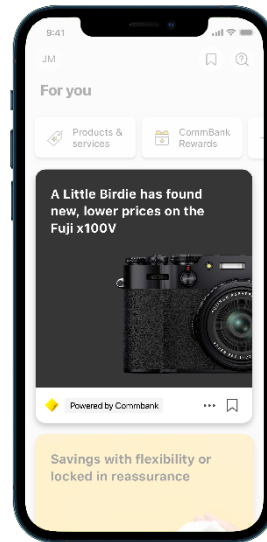 9:41
JM
For you
Products &
services
CommBank
Rewards
A Little Birdie has found
new, lower prices on the
Fuji x100V
Powered by Commbank
Savings with flexibility or
locked in reassurance